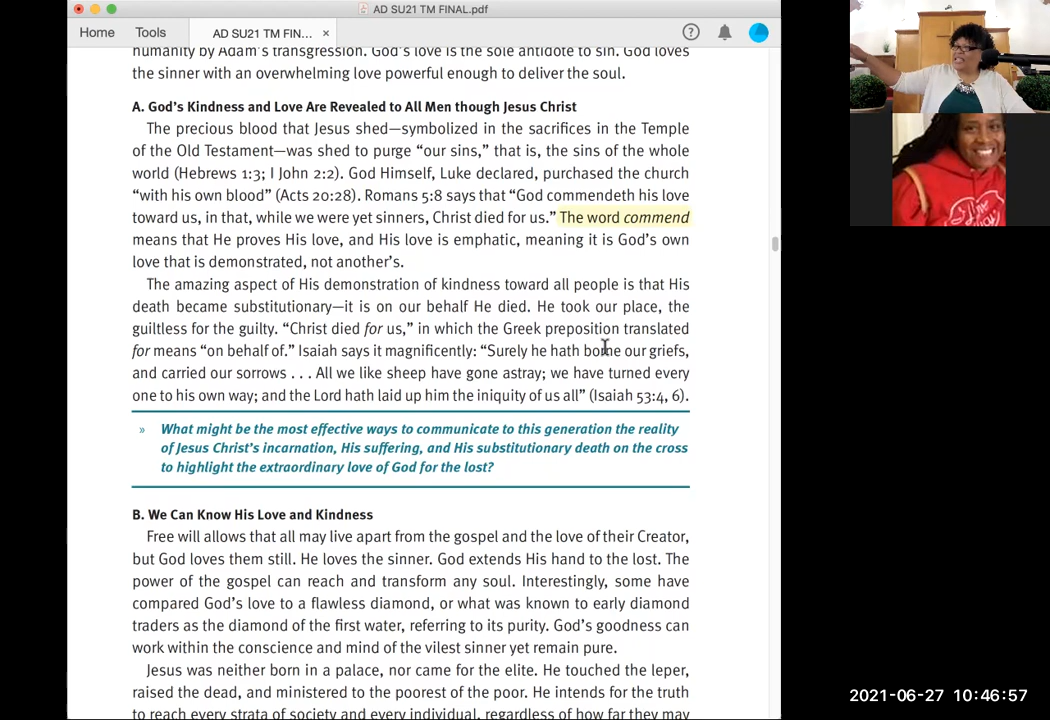 AD SU21 TM FINAL.pdf
Home
Tools
AD SU21 TM FIN... ×
?
humanity by Adam's transgression. God's love is the sole antidote to sin. God loves
the sinner with an overwhelming love powerful enough to deliver the soul.
A. God's Kindness and Love Are Revealed to All Men though Jesus Christ
The precious blood that Jesus shed—symbolized in the sacrifices in the Temple
of the Old Testament—was shed to purge “our sins,” that is, the sins of the whole
world (Hebrews 1:3; I John 2:2). God Himself, Luke declared, purchased the church
“with his own blood” (Acts 20:28). Romans 5:8 says that “God commendeth his love
toward us, in that, while we were yet sinners, Christ died for us.” The word commend
means that He proves His love, and His love is emphatic, meaning it is God's own
love that is demonstrated, not another's.
The amazing aspect of His demonstration of kindness toward all people is that His
death became substitutionary—it is on our behalf He died. He took our place, the
guiltless for the guilty. “Christ died for us,” in which the Greek preposition translated
for means “on behalf of.” Isaiah says it magnificently: “Surely he hath borne our griefs,
and carried our sorrows . . . All we like sheep have gone astray; we have turned every
one to his own way; and the Lord hath laid up him the iniquity of us all” (Isaiah 53:4, 6).
» What might be the most effective ways to communicate to this generation the reality
of Jesus Christ's incarnation, His suffering, and His substitutionary death on the cross
to highlight the extraordinary love of God for the lost?
B. We Can Know His Love and Kindness
Free will allows that all may live apart from the gospel and the love of their Creator,
but God loves them still. He loves the sinner. God extends His hand to the lost. The
power of the gospel can reach and transform any soul. Interestingly, some have
compared God's love to a flawless diamond, or what was known to early diamond
traders as the diamond of the first water, referring to its purity. God's goodness can
work within the conscience and mind of the vilest sinner yet remain pure.
Jesus was neither born in a palace, nor came for the elite. He touched the leper,
raised the dead, and ministered to the poorest of the poor. He intends for the truth
to reach every strata of society and every individual, regardless of how far they may
2021-06-27 10:46:57